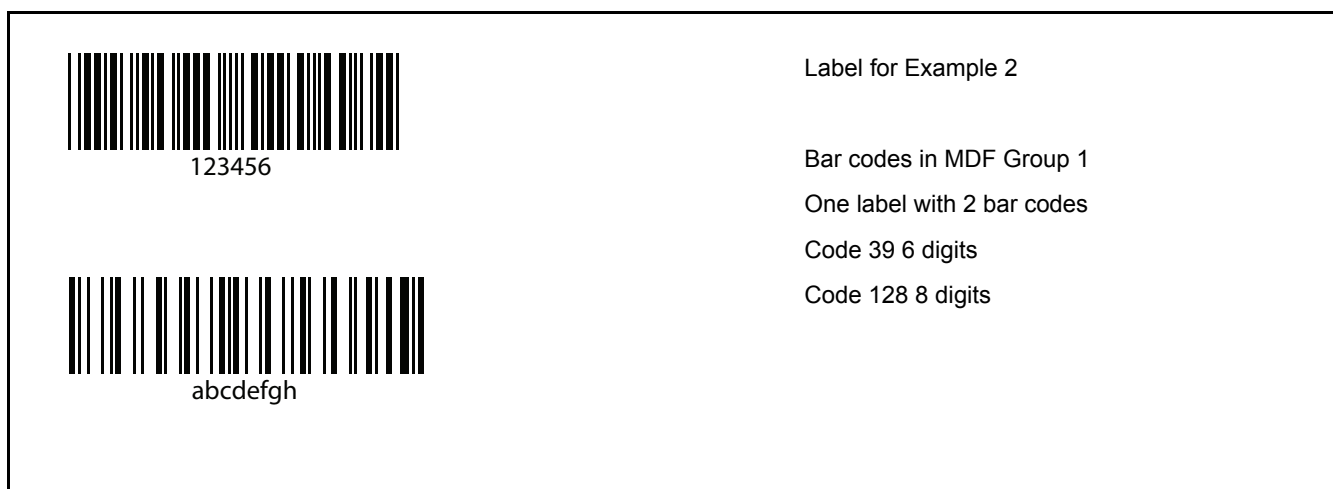 123456
abcdefgh
Label for Example 2
Bar codes in MDF Group 1
One label with 2 bar codes
Code 39 6 digits
Code 128 8 digits